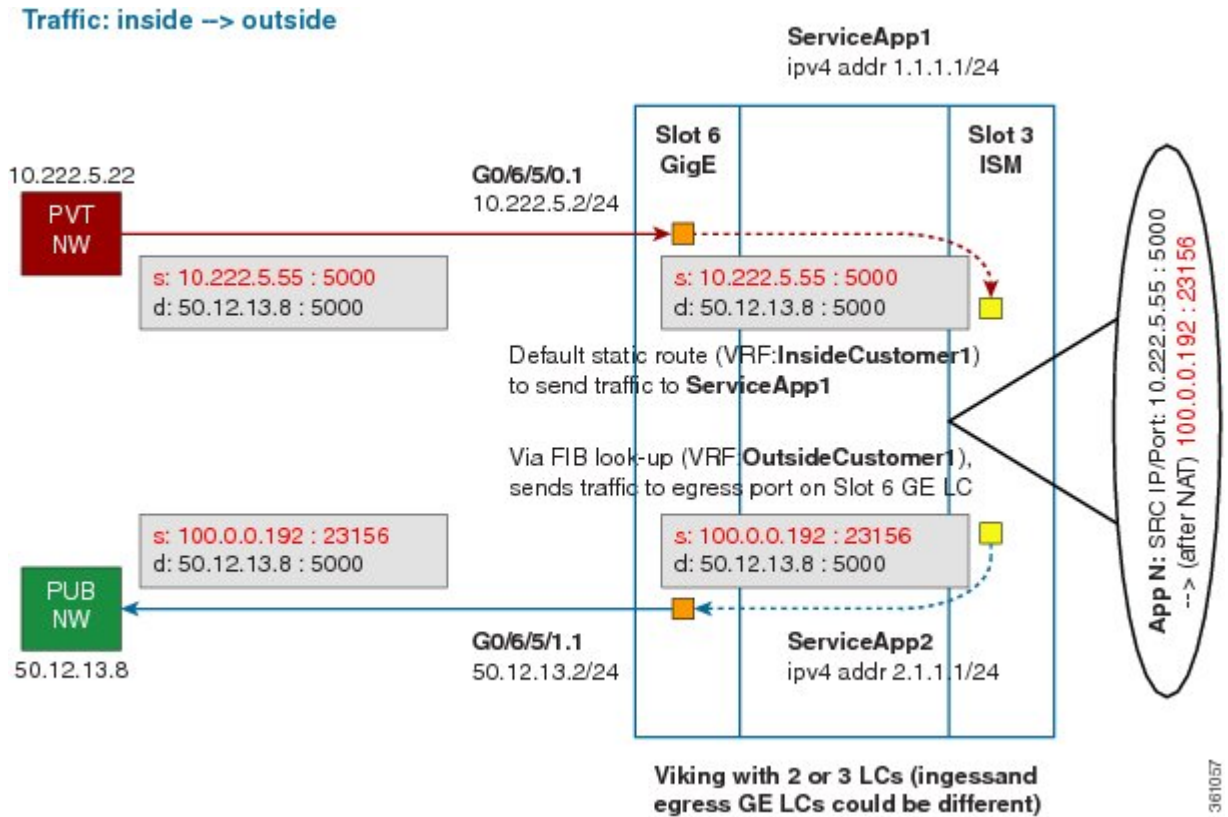 Traffic: inside --> outside
ServiceApp1
ipv4 addr 1.1.1.1/24
Slot 6
GigE
Slot 3
ISM
10.222.5.22
PVT
NW
G0/6/5/0.1
10.222.5.2/24
s: 10.222.5.55 : 5000
d: 50.12.13.8 : 5000
s: 10.222.5.55 : 5000
d: 50.12.13.8 : 5000
Default static route (VRF:InsideCustomer1)
to send traffic to ServiceApp1
Via FIB look-up (VRF:OutsideCustomer1),
sends traffic to egress port on Slot 6 GE LC
s: 100.0.0.192 : 23156
d: 50.12.13.8 : 5000
s: 100.0.0.192 : 23156
d: 50.12.13.8 : 5000
PUB
NW
50.12.13.8
G0/6/5/1.1
50.12.13.2/24
ServiceApp2
ipv4 addr 2.1.1.1/24
App N: SRC IP/Port: 10.222.5.55 : 5000
--> (after NAT) 100.0.0.192 : 23156
Viking with 2 or 3 LCs (ingessand
egress GE LCs could be different)
361057